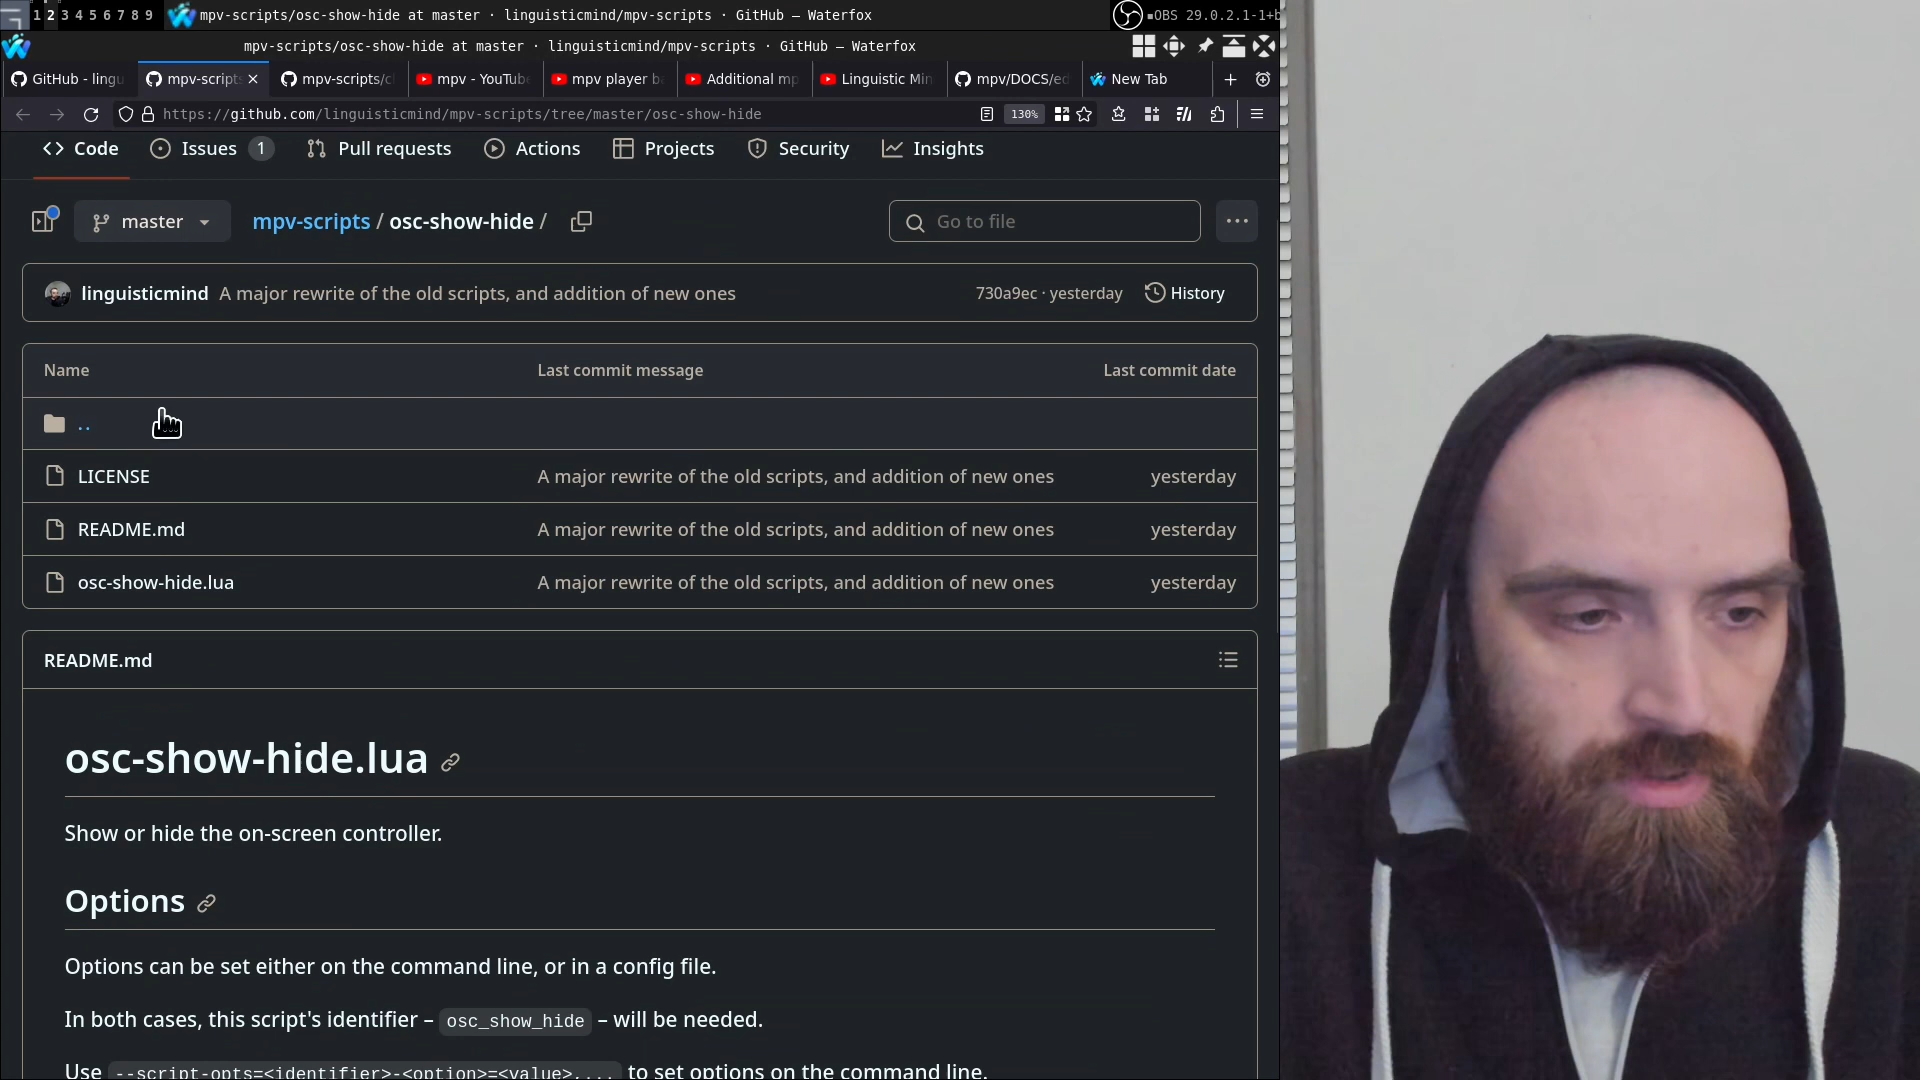 1 2 3 4 5 6 7 8 9 mpv-scripts/osc-show-hide at master · linguisticmind/mpv-scripts · GitHub — Waterfox OBS 29.0.2.1-1+b
mpv-scripts/osc-show-hide at master · linguisticmind/mpv-scripts · GitHub — Waterfox
GitHub - lingu mpv-scripts mpv-scripts/c mpv - YouTube mpv player b Additional mp Linguistic Min mpv/DOCS/ed New Tab
https://github.com/linguisticmind/mpv-scripts/tree/master/osc-show-hide 130%
Code Issues 1 Pull requests Actions Projects Security Insights
master mpv-scripts / osc-show-hide / Go to file
linguisticmind A major rewrite of the old scripts, and addition of new ones 730a9ec · yesterday History
Name Last commit message Last commit date
..
LICENSE A major rewrite of the old scripts, and addition of new ones yesterday
README.md A major rewrite of the old scripts, and addition of new ones yesterday
osc-show-hide.lua A major rewrite of the old scripts, and addition of new ones yesterday
README.md
osc-show-hide.lua
Show or hide the on-screen controller.
Options
Options can be set either on the command line, or in a config file.
In both cases, this script's identifier – osc_show_hide – will be needed.
Use --script-opts=<identifier>-<option>=<value>,... to set options on the command line.